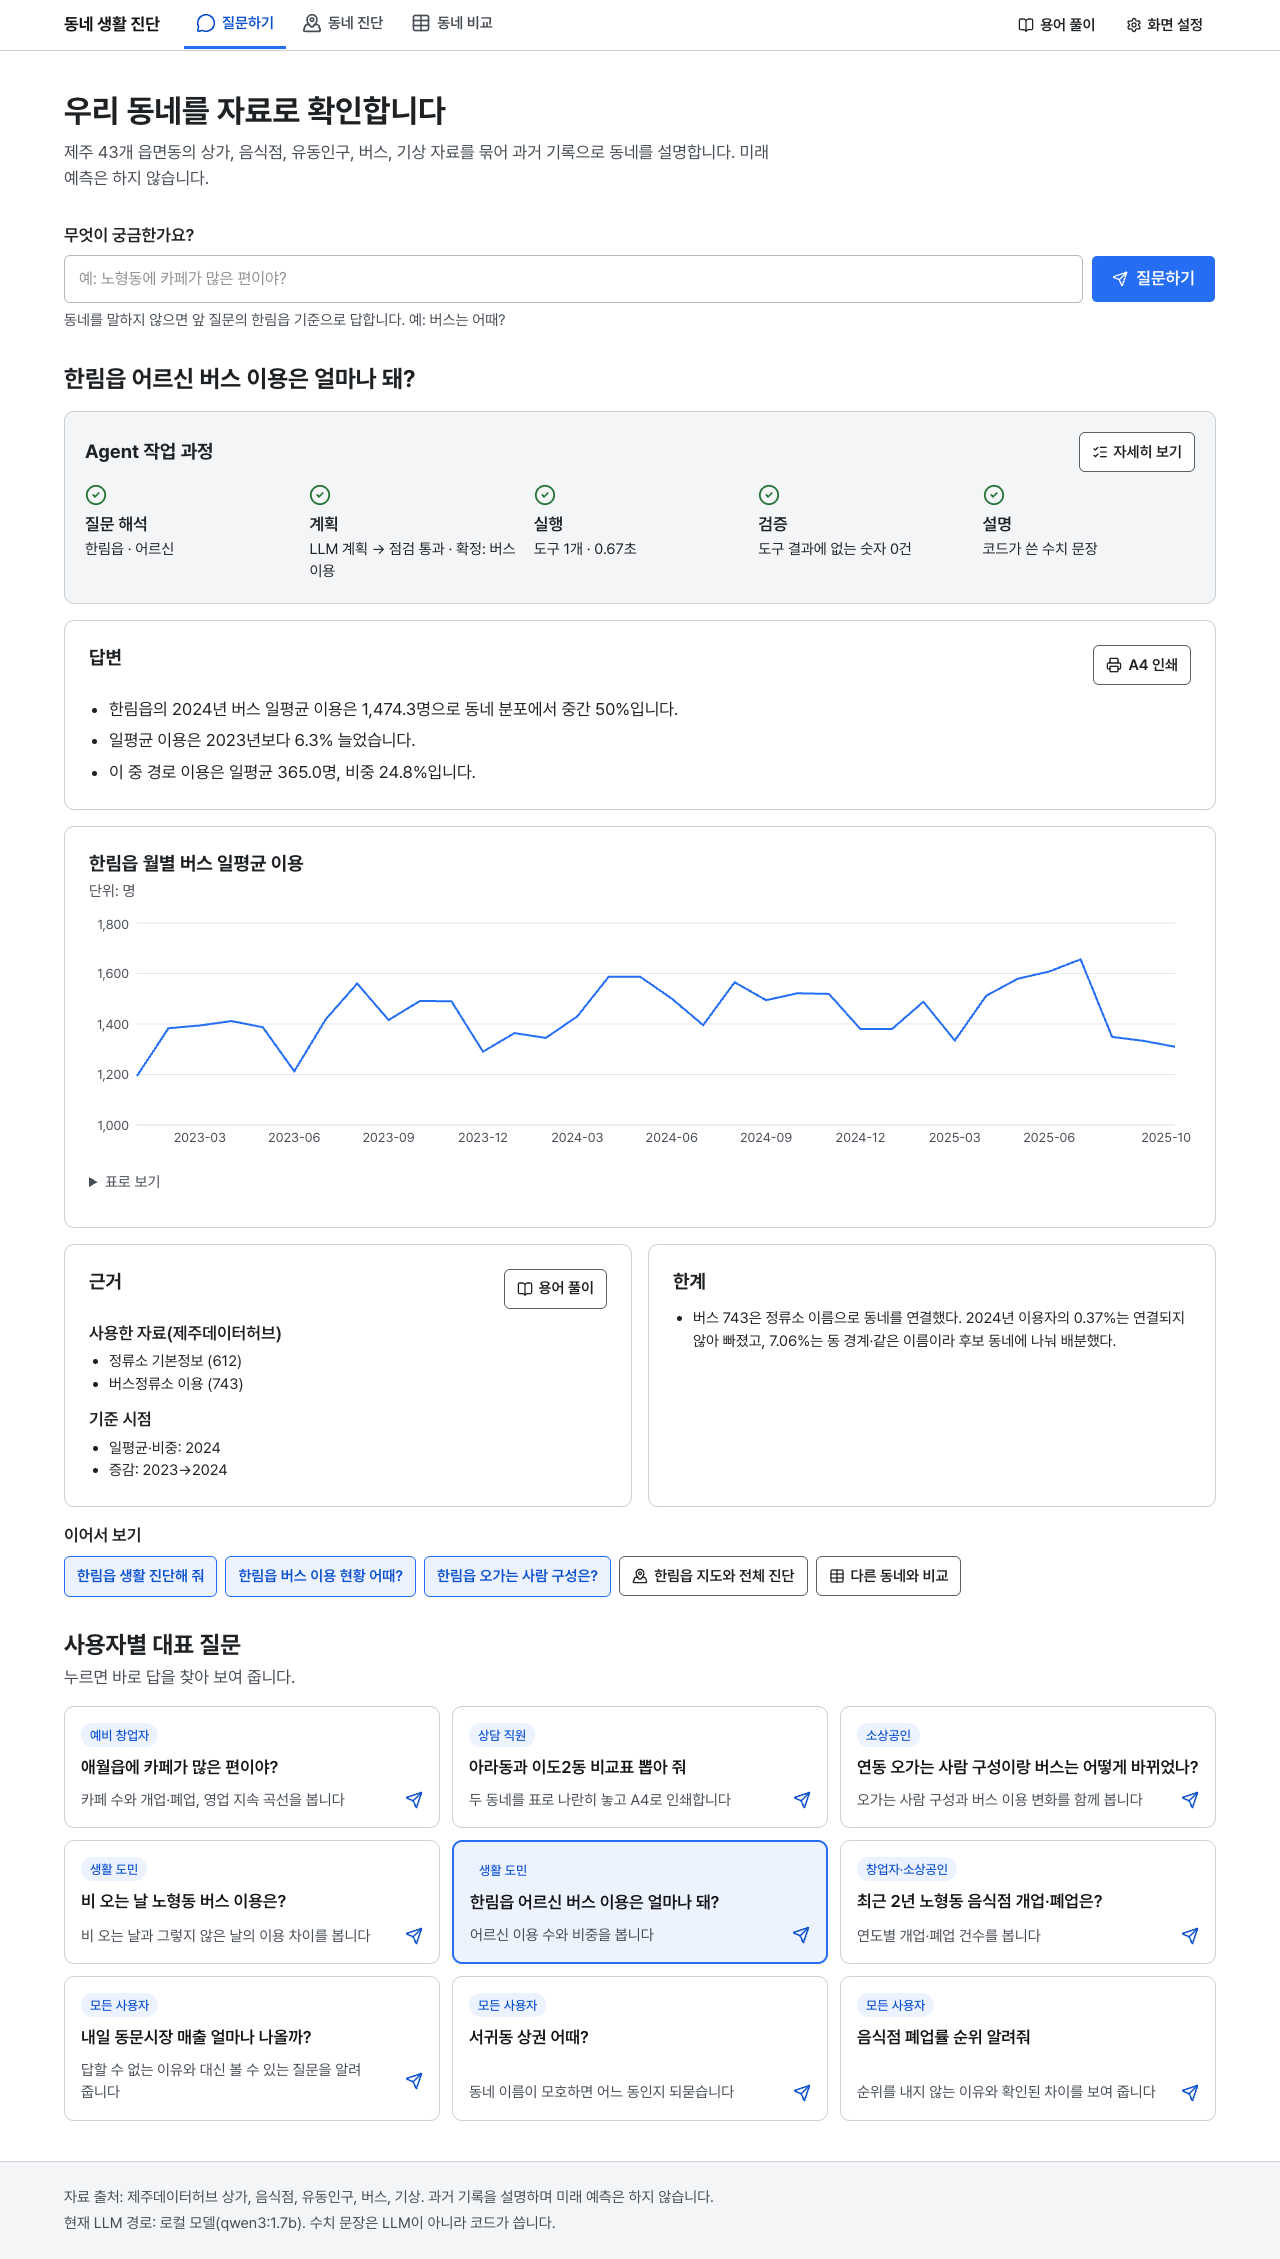 동네 생활 진단
질문하기
동네 진단
동네 비교
용어 풀이
화면 설정
우리 동네를 자료로 확인합니다
제주 43개 읍면동의 상가, 음식점, 유동인구, 버스, 기상 자료를 묶어 과거 기록으로 동네를 설명합니다. 미래
예측은 하지 않습니다.
무엇이 궁금한가요?
예: 노형동에 카페가 많은 편이야?
질문하기
동네를 말하지 않으면 앞 질문의 한림읍 기준으로 답합니다. 예: 버스는 어때?
한림읍 어르신 버스 이용은 얼마나 돼?
Agent 작업 과정
자세히 보기
질문 해석
한림읍 · 어르신
계획
LLM 계획 → 점검 통과 · 확정: 버스
이용
실행
도구 1개 · 0.67초
검증
도구 결과에 없는 숫자 0건
설명
코드가 쓴 수치 문장
답변
A4 인쇄
• 한림읍의 2024년 버스 일평균 이용은 1,474.3명으로 동네 분포에서 중간 50%입니다.
• 일평균 이용은 2023년보다 6.3% 늘었습니다.
• 이 중 경로 이용은 일평균 365.0명, 비중 24.8%입니다.
한림읍 월별 버스 일평균 이용
단위: 명
1,800
1,600
1,400
1,200
1,000
2023-03 2023-06 2023-09 2023-12 2024-03 2024-06 2024-09 2024-12 2025-03 2025-06 2025-10
▶ 표로 보기
근거
용어 풀이
사용한 자료(제주데이터허브)
• 정류소 기본정보 (612)
• 버스정류소 이용 (743)
기준 시점
• 일평균·비중: 2024
• 증감: 2023→2024
한계
• 버스 743은 정류소 이름으로 동네를 연결했다. 2024년 이용자의 0.37%는 연결되지
않아 빠졌고, 7.06%는 동 경계·같은 이름이라 후보 동네에 나눠 배분했다.
이어서 보기
한림읍 생활 진단해 줘
한림읍 버스 이용 현황 어때?
한림읍 오가는 사람 구성은?
한림읍 지도와 전체 진단
다른 동네와 비교
사용자별 대표 질문
누르면 바로 답을 찾아 보여 줍니다.
예비 창업자
애월읍에 카페가 많은 편이야?
카페 수와 개업·폐업, 영업 지속 곡선을 봅니다
상담 직원
아라동과 이도2동 비교표 뽑아 줘
두 동네를 표로 나란히 놓고 A4로 인쇄합니다
소상공인
연동 오가는 사람 구성이랑 버스는 어떻게 바뀌었나?
오가는 사람 구성과 버스 이용 변화를 함께 봅니다
생활 도민
비 오는 날 노형동 버스 이용은?
비 오는 날과 그렇지 않은 날의 이용 차이를 봅니다
생활 도민
한림읍 어르신 버스 이용은 얼마나 돼?
어르신 이용 수와 비중을 봅니다
창업자·소상공인
최근 2년 노형동 음식점 개업·폐업은?
연도별 개업·폐업 건수를 봅니다
모든 사용자
내일 동문시장 매출 얼마나 나올까?
답할 수 없는 이유와 대신 볼 수 있는 질문을 알려
줍니다
모든 사용자
서귀동 상권 어때?
동네 이름이 모호하면 어느 동인지 되묻습니다
모든 사용자
음식점 폐업률 순위 알려줘
순위를 내지 않는 이유와 확인된 차이를 보여 줍니다
자료 출처: 제주데이터허브 상가, 음식점, 유동인구, 버스, 기상. 과거 기록을 설명하며 미래 예측은 하지 않습니다.
현재 LLM 경로: 로컬 모델(qwen3:1.7b). 수치 문장은 LLM이 아니라 코드가 씁니다.